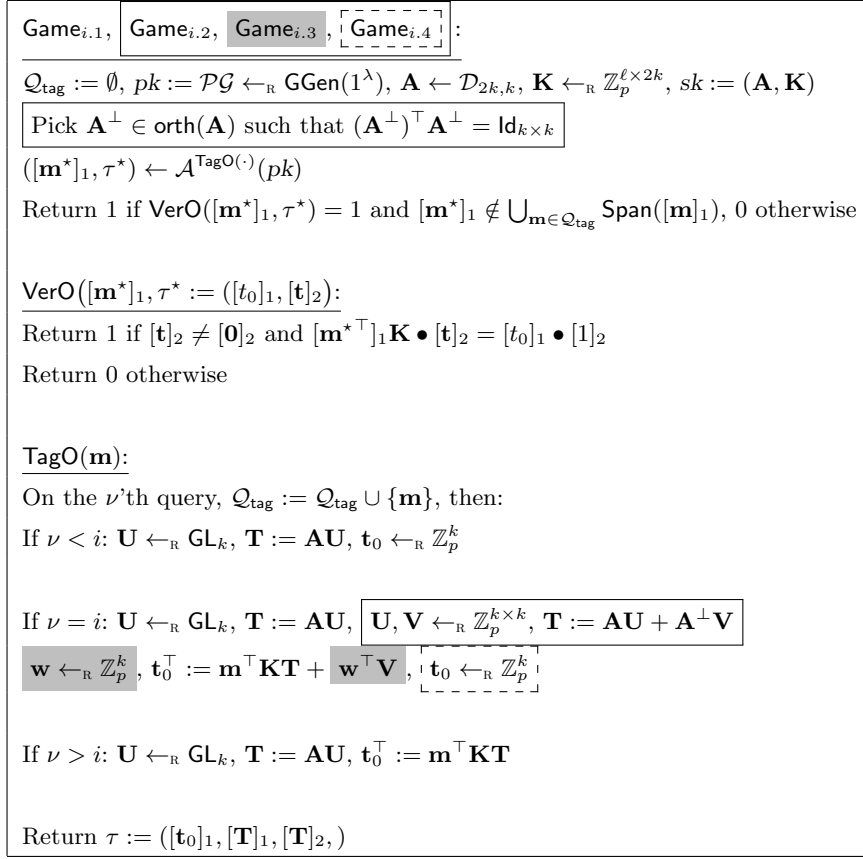 Game_{i.1}, Game_{i.2}, Game_{i.3}, Game_{i.4}:
𝒬_tag := ∅, pk := 𝒫𝒢 ←_R GGen(1^λ), A ← 𝒟_{2k,k}, K ←_R ℤ_p^{ℓ×2k}, sk := (A, K)
Pick A^⊥ ∈ orth(A) such that (A^⊥)^⊤ A^⊥ = Id_{k×k}
([m^⋆]_1, τ^⋆) ← 𝒜^{TagO(·)}(pk)
Return 1 if VerO([m^⋆]_1, τ^⋆) = 1 and [m^⋆]_1 ∉ ⋃_{m∈𝒬_tag} Span([m]_1), 0 otherwise
VerO([m^⋆]_1, τ^⋆ := ([t_0]_1, [t]_2):
Return 1 if [t]_2 ≠ [0]_2 and [m^{⋆⊤}]_1 K • [t]_2 = [t_0]_1 • [1]_2
Return 0 otherwise
TagO(m):
On the ν'th query, 𝒬_tag := 𝒬_tag ∪ {m}, then:
If ν < i: U ←_R GL_k, T := AU, t_0 ←_R ℤ_p^k
If ν = i: U ←_R GL_k, T := AU, U, V ←_R ℤ_p^{k×k}, T := AU + A^⊥V
w ←_R ℤ_p^k, t_0^⊤ := m^⊤KT + w^⊤V, t_0 ←_R ℤ_p^k
If ν > i: U ←_R GL_k, T := AU, t_0^⊤ := m^⊤KT
Return τ := ([t_0]_1, [T]_1, [T]_2, )